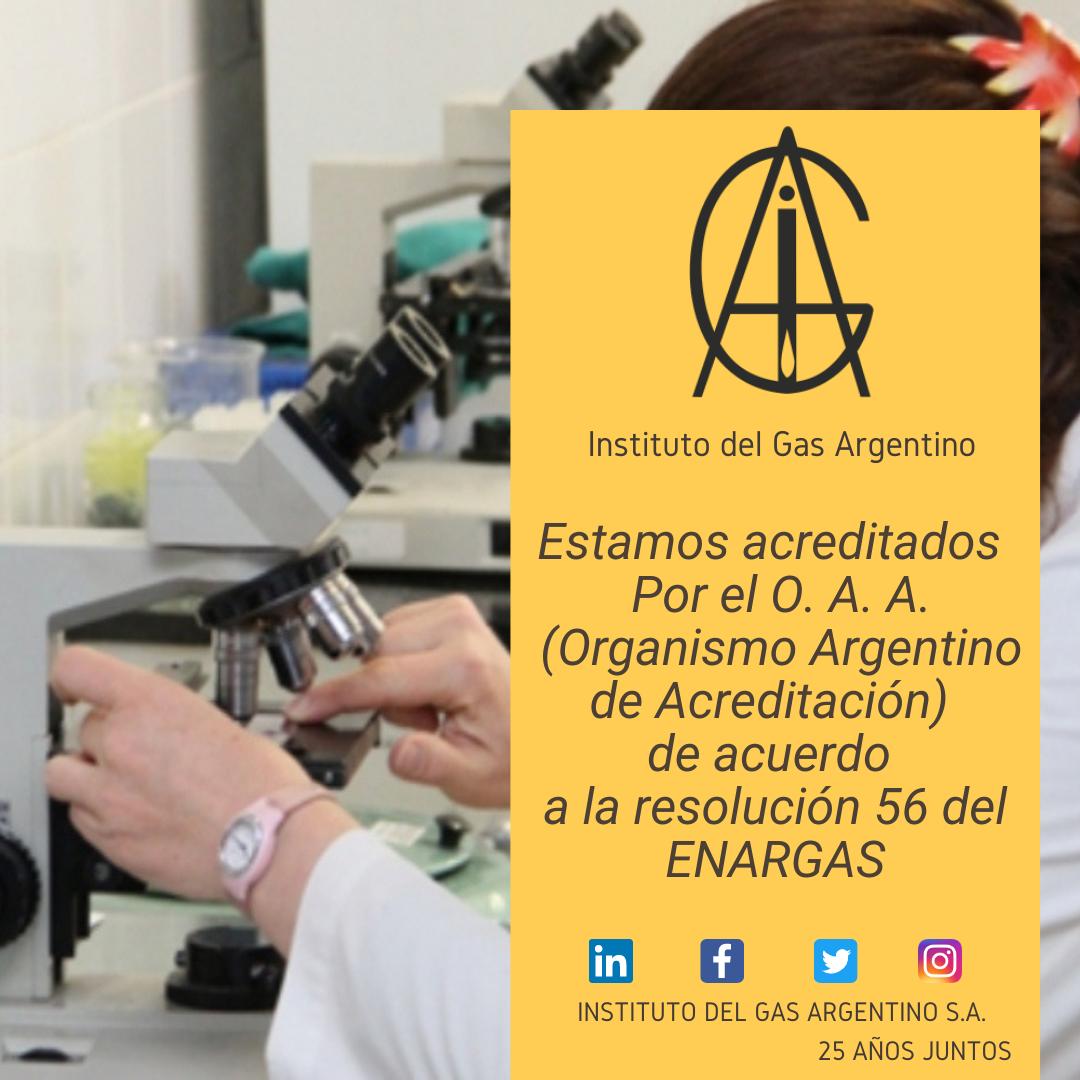 Instituto del Gas Argentino
Estamos acreditados
Por el O. A. A.
(Organismo Argentino
de Acreditación)
de acuerdo
a la resolución 56 del
ENARGAS
INSTITUTO DEL GAS ARGENTINO S.A.
25 AÑOS JUNTOS